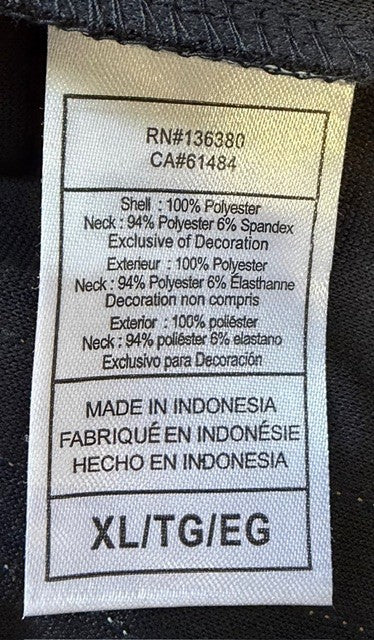 RN#136380
CA#61484
Shell : 100% Polyester
Neck : 94% Polyester 6% Spandex
Exclusive of Decoration
Exterieur : 100% Polyester
Neck : 94% Polyester 6% Élasthanne
Decoration non compris
Exterior : 100% poliéster
Neck : 94% poliéster 6% elastano
Exclusivo para Decoración
MADE IN INDONESIA
FABRIQUÉ EN INDONÉSIE
HECHO EN INDONESIA
XL/TG/EG